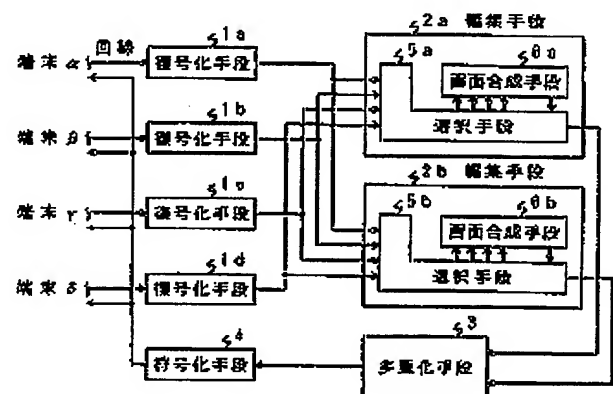 回線
端末α
端末β
端末γ
端末δ
1a
復号化手段
1b
復号化手段
1c
復号化手段
1d
復号化手段
4
符号化手段
2a 編集手段
5a
6a
画面合成手段
選択手段
2b 編集手段
5b
6b
画面合成手段
選択手段
3
多重化手段